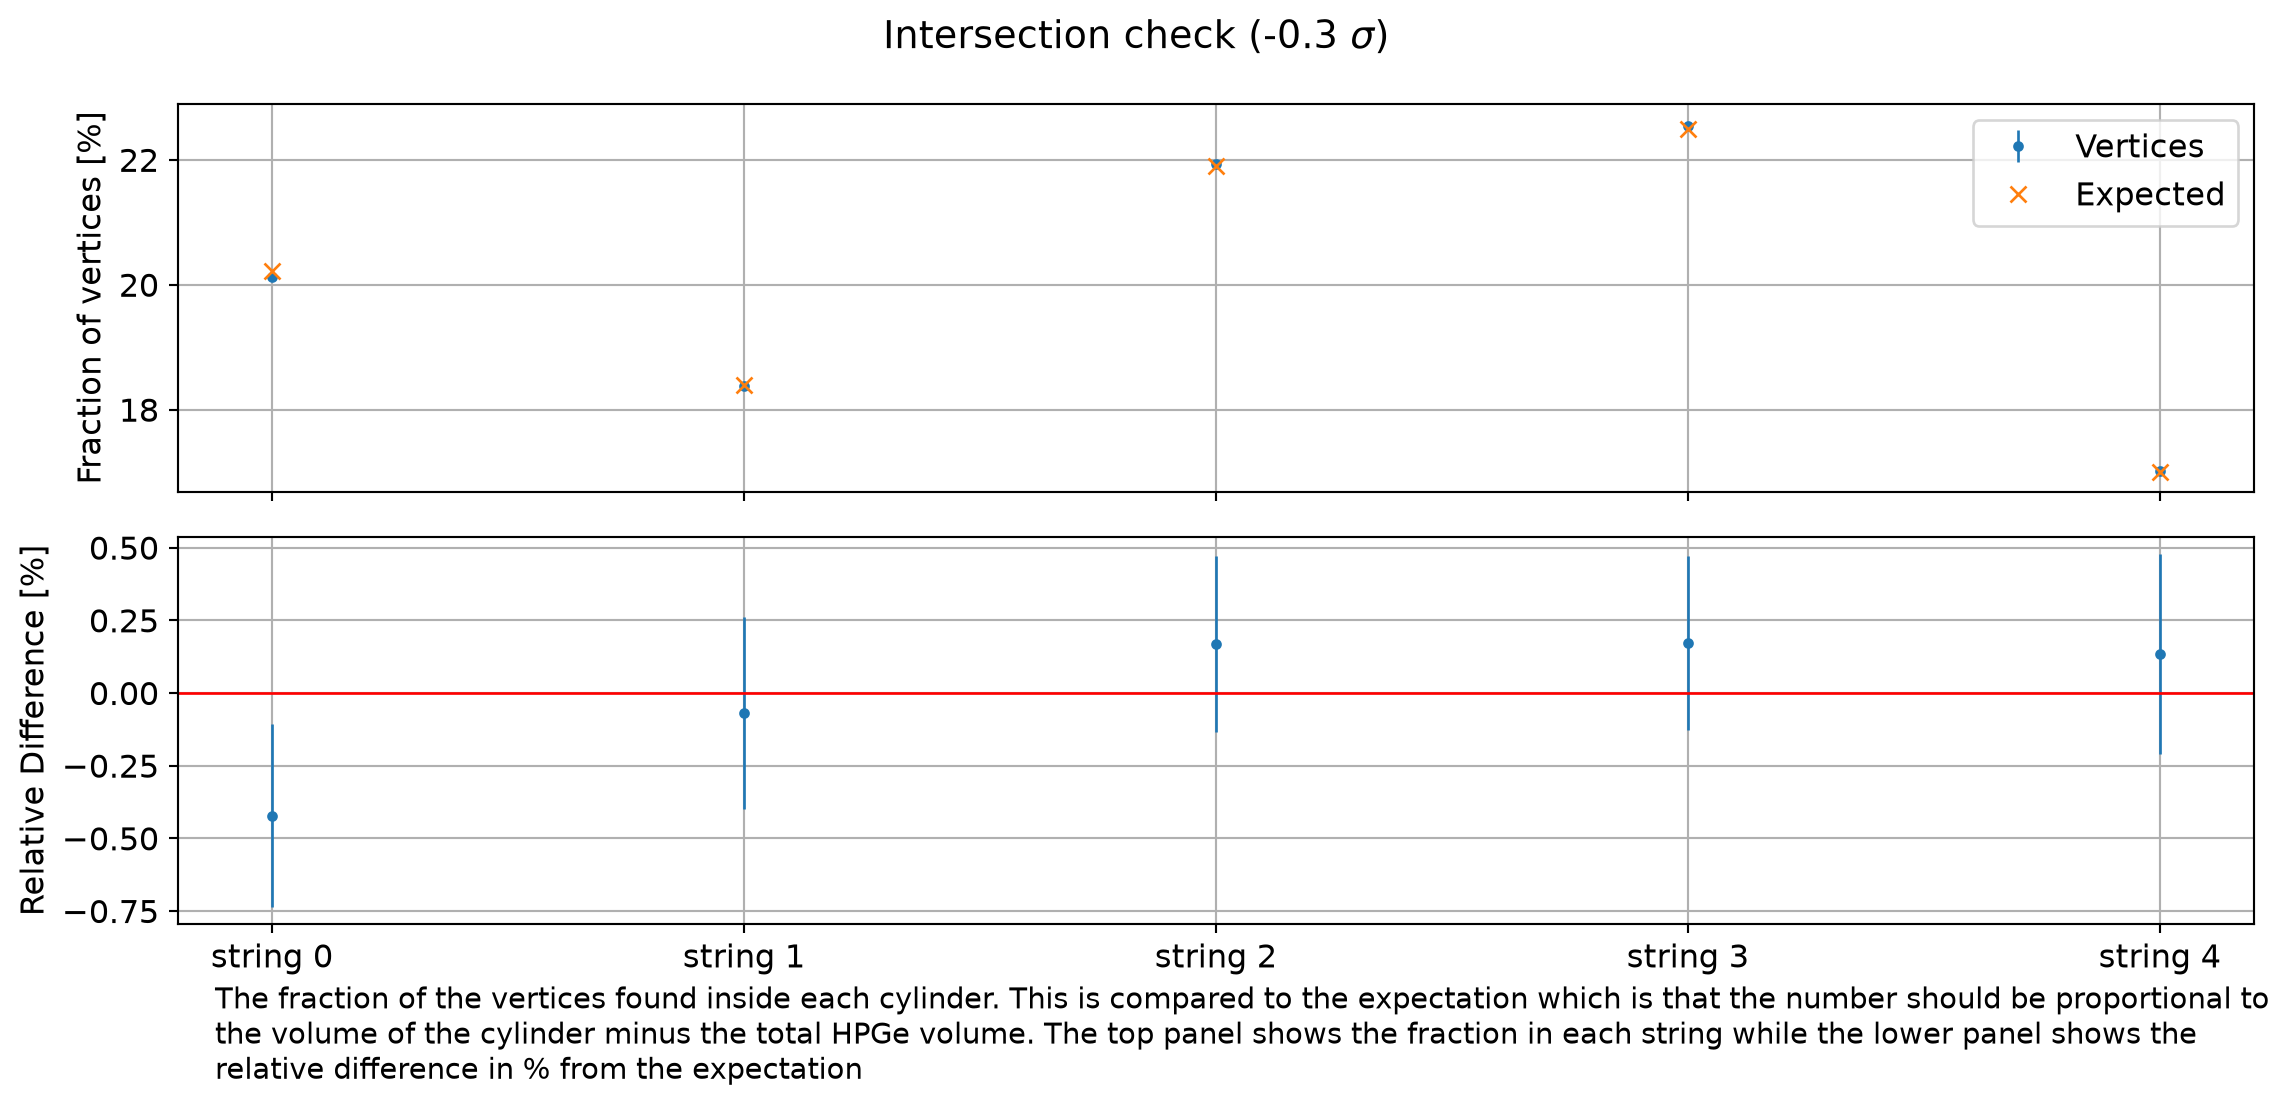 Intersection check (-0.3 σ)
Fraction of vertices [%]
22
20
18
Vertices
Expected
Relative Difference [%]
0.50
0.25
0.00
−0.25
−0.50
−0.75
string 0
string 1
string 2
string 3
string 4
The fraction of the vertices found inside each cylinder. This is compared to the expectation which is that the number should be proportional to
the volume of the cylinder minus the total HPGe volume. The top panel shows the fraction in each string while the lower panel shows the
relative difference in % from the expectation